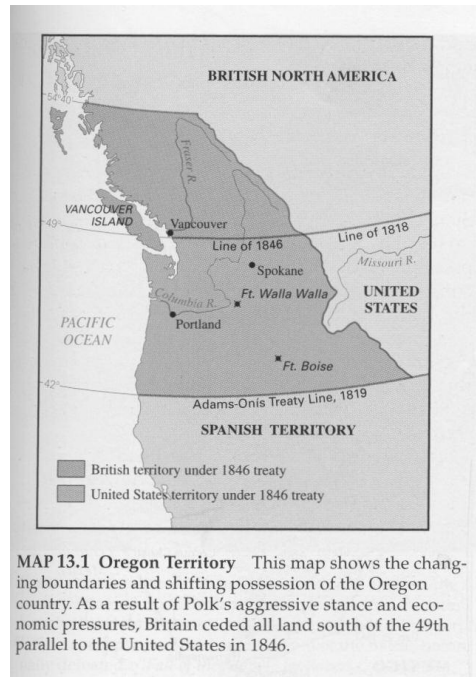 BRITISH NORTH AMERICA
54°40'
Fraser R.
VANCOUVER
ISLAND
Vancouver
49°
Line of 1846
Line of 1818
Missouri R.
Spokane
Ft. Walla Walla
Columbia R.
Portland
UNITED
STATES
PACIFIC
OCEAN
Ft. Boise
42°
Adams-Onís Treaty Line, 1819
SPANISH TERRITORY
British territory under 1846 treaty
United States territory under 1846 treaty
MAP 13.1 Oregon Territory This map shows the chang-
ing boundaries and shifting possession of the Oregon
country. As a result of Polk's aggressive stance and eco-
nomic pressures, Britain ceded all land south of the 49th
parallel to the United States in 1846.